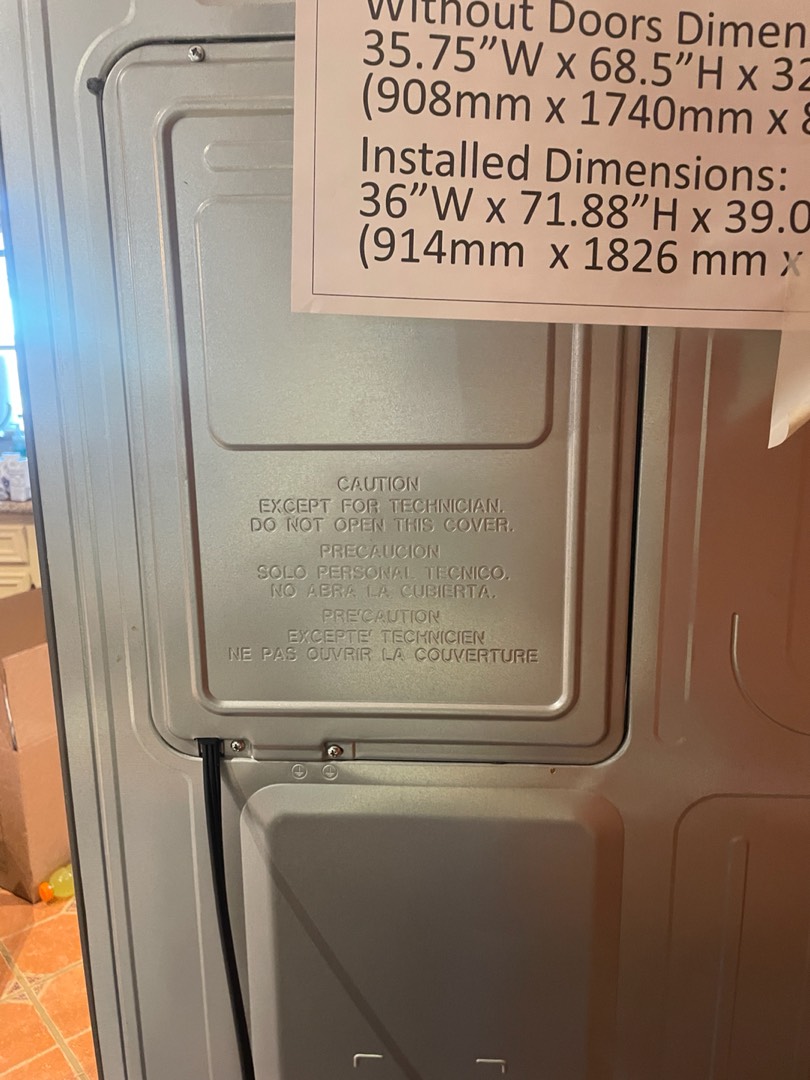 Without Doors Dimen
35.75”W x 68.5”H x 32
(908mm x 1740mm x 8
Installed Dimensions:
36”W x 71.88”H x 39.0
(914mm x 1826 mm x
CAUTION
EXCEPT FOR TECHNICIAN.
DO NOT OPEN THIS COVER.
PRECAUCION
SOLO PERSONAL TECNICO.
NO ABRA LA CUBIERTA.
PRE'CAUTION
EXCEPTE' TECHNICIEN
NE PAS OUVRIR LA COUVERTURE